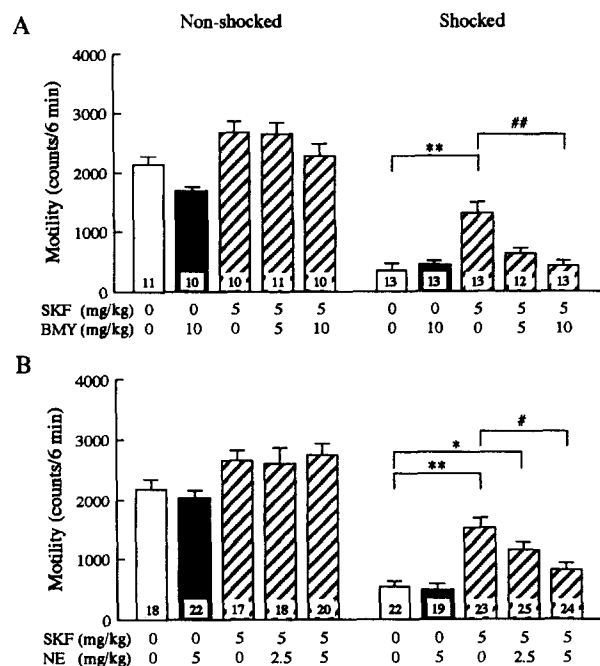 A
Non-shocked Shocked
Motility (counts/6 min)
4000
3000
2000
1000
0
** ##
11 10 10 11 10 13 13 13 12 13
SKF (mg/kg) 0 0 5 5 5 0 0 5 5 5
BMY (mg/kg) 0 10 0 5 10 0 10 0 5 10
B
Motility (counts/6 min)
4000
3000
2000
1000
0
#
*
**
18 22 17 18 20 22 19 23 25 24
SKF (mg/kg) 0 0 5 5 5 0 0 5 5 5
NE (mg/kg) 0 5 0 2.5 5 0 5 0 2.5 5